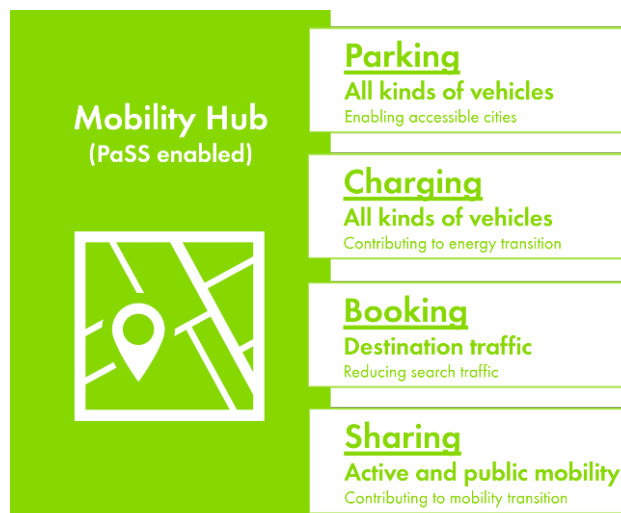 Mobility Hub
(PaSS enabled)
Parking
All kinds of vehicles
Enabling accessible cities
Charging
All kinds of vehicles
Contributing to energy transition
Booking
Destination traffic
Reducing search traffic
Sharing
Active and public mobility
Contributing to mobility transition